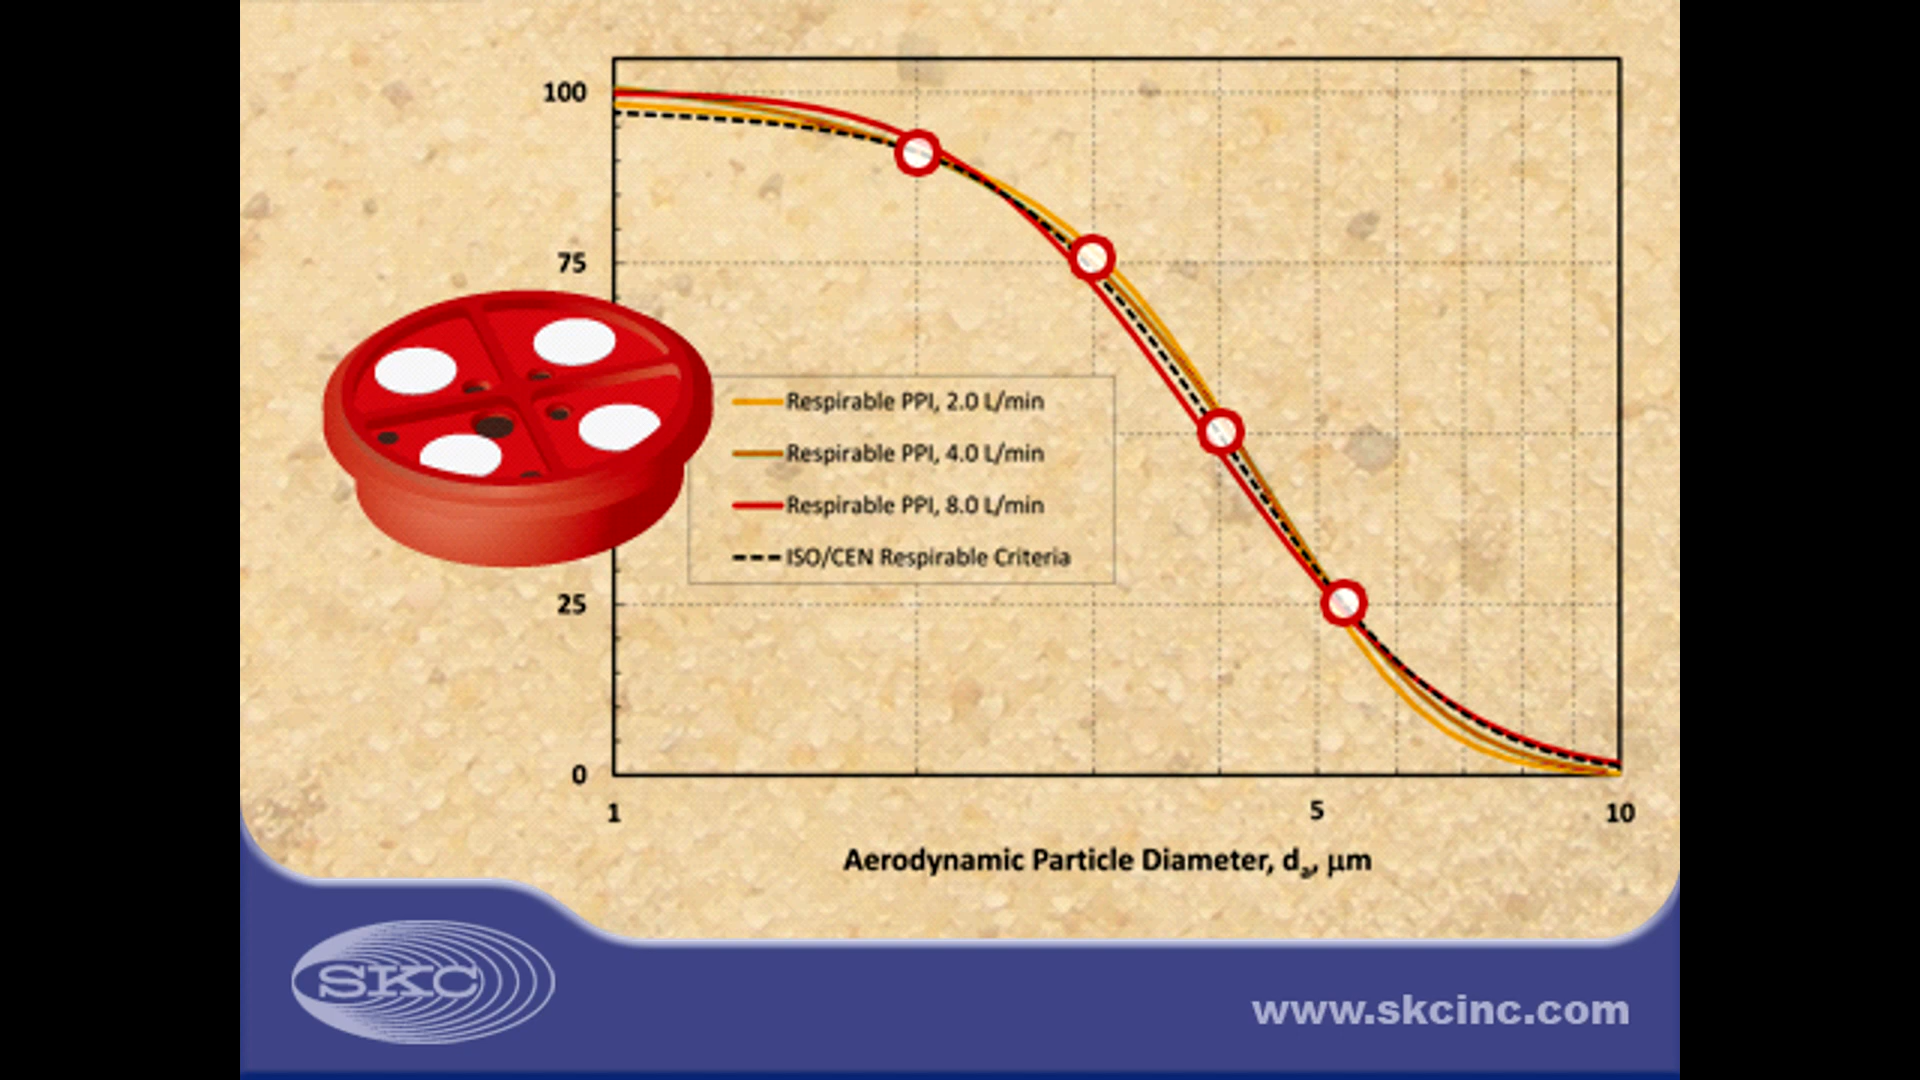 100
75
25
0
Respirable PPI, 2.0 L/min
Respirable PPI, 4.0 L/min
Respirable PPI, 8.0 L/min
ISO/CEN Respirable Criteria
1
5
10
Aerodynamic Particle Diameter, dₐ, μm
SKC
www.skcinc.com